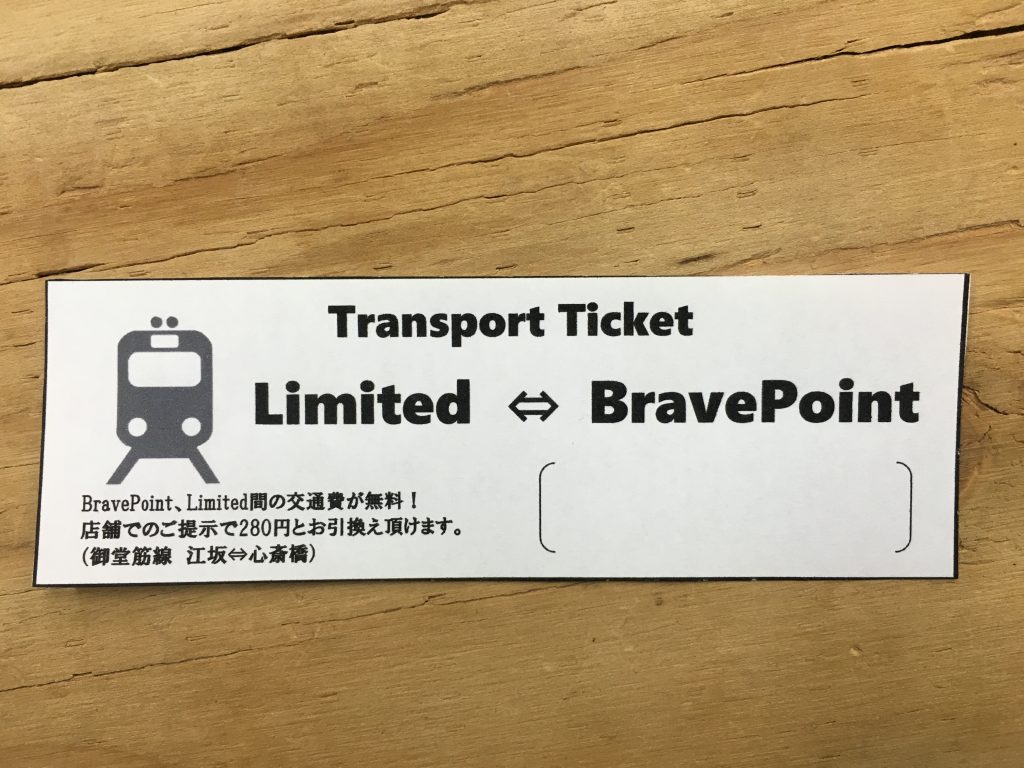 Transport Ticket
Limited ⇔ BravePoint
BravePoint、Limited間の交通費が無料！
店舗でのご提示で280円とお引換え頂けます。
(御堂筋線 江坂⇔心斎橋)